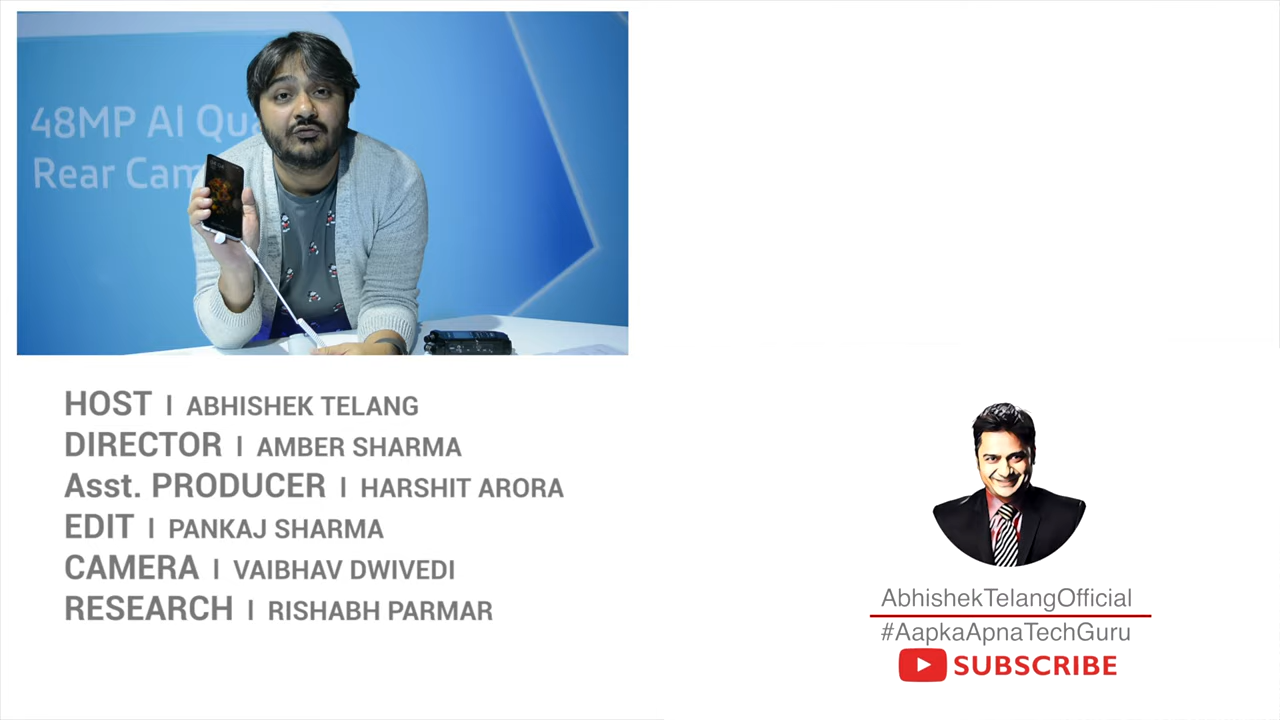 48MP AI Qua
Rear Cam
HOST | ABHISHEK TELANG
DIRECTOR | AMBER SHARMA
Asst. PRODUCER | HARSHIT ARORA
EDIT | PANKAJ SHARMA
CAMERA | VAIBHAV DWIVEDI
RESEARCH | RISHABH PARMAR
AbhishekTelangOfficial
#AapkaApnaTechGuru
SUBSCRIBE